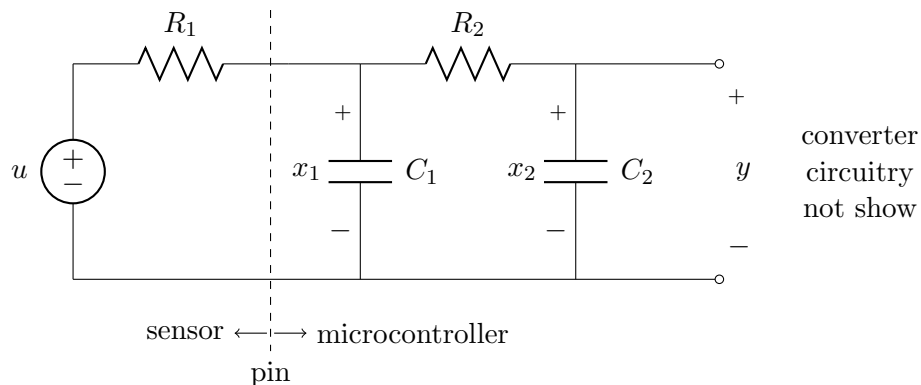 R₁
R₂
u
+
−
+
x₁
C₁
−
+
x₂
C₂
−
+
y
−
converter
circuitry
not show
sensor ←→ microcontroller
pin